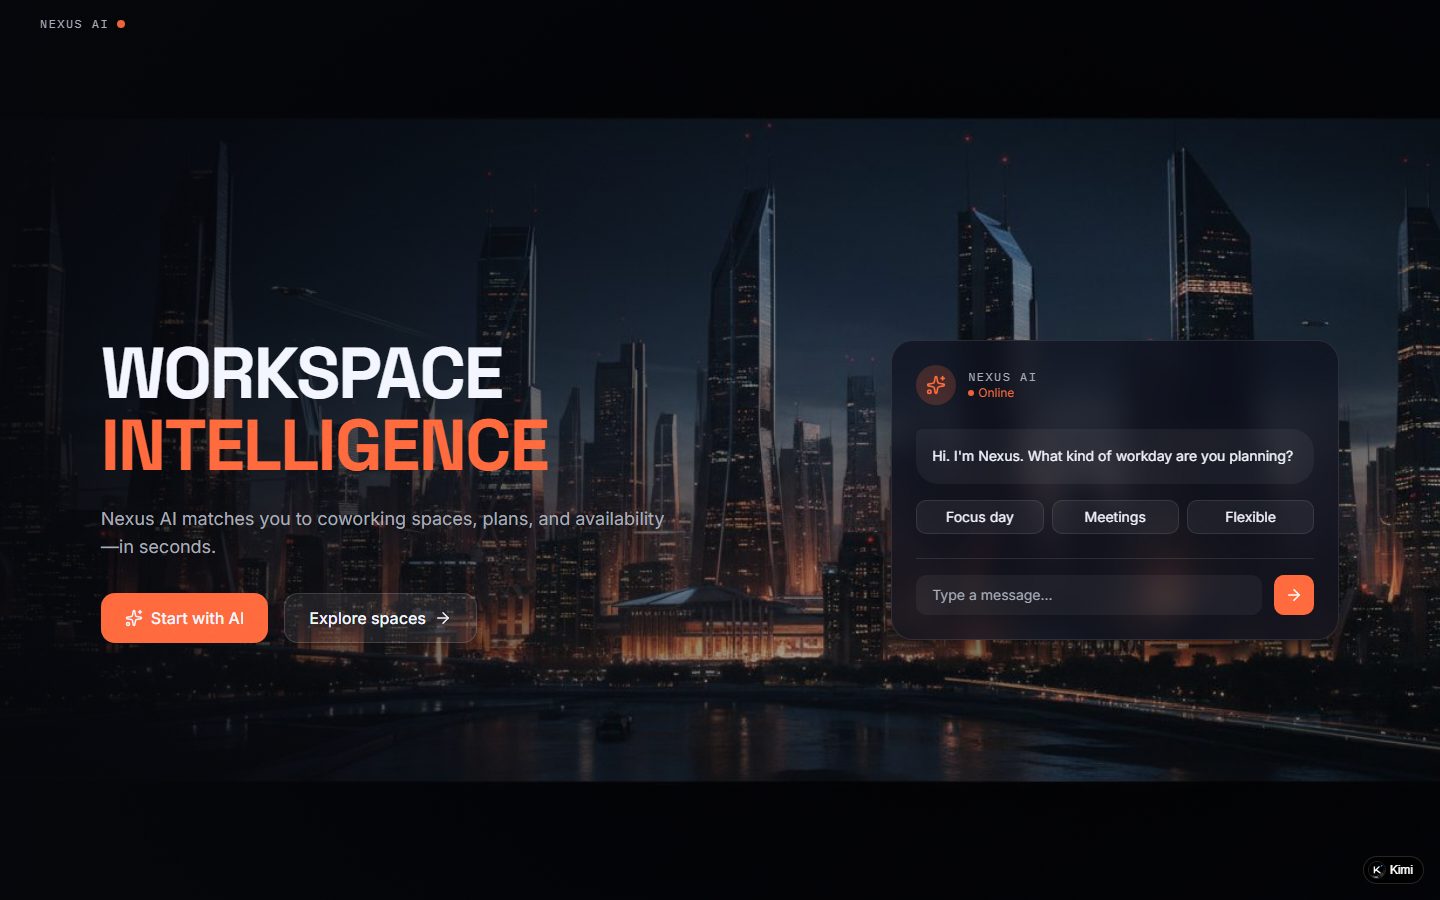 NEXUS AI
WORKSPACE
INTELLIGENCE
Nexus AI matches you to coworking spaces, plans, and availability
—in seconds.
Start with AI
Explore spaces
NEXUS AI
Online
Hi. I'm Nexus. What kind of workday are you planning?
Focus day
Meetings
Flexible
Type a message...
K Kimi